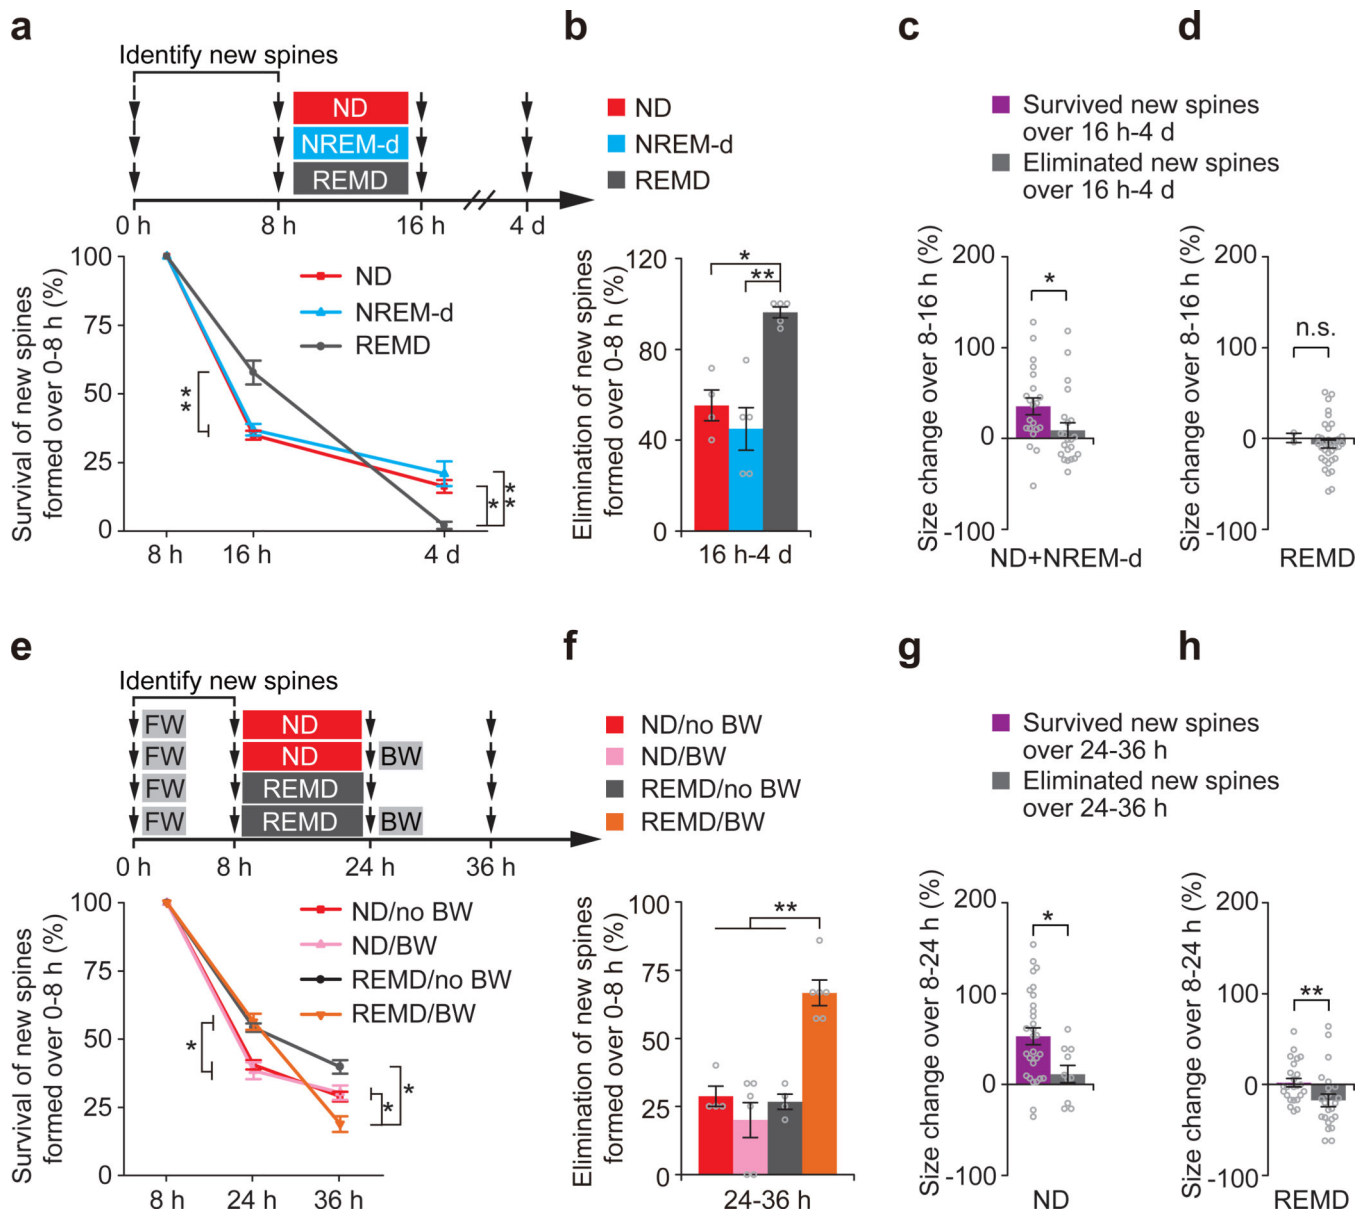 a
Identify new spines
ND
NREM-d
REMD
0 h
8 h
16 h
4 d
Survival of new spines
formed over 0-8 h (%)
100
75
50
25
0
ND
NREM-d
REMD
**
*
**
8 h
16 h
4 d
b
ND
NREM-d
REMD
Elimination of new spines
formed over 0-8 h (%)
120
80
40
0
*
**
16 h-4 d
c
d
Survived new spines
over 16 h-4 d
Eliminated new spines
over 16 h-4 d
Size change over 8-16 h (%)
200
100
0
-100
*
ND+NREM-d
Size change over 8-16 h (%)
200
100
0
-100
n.s.
REMD
e
Identify new spines
FW ND
FW ND BW
FW REMD
FW REMD BW
0 h
8 h
24 h
36 h
Survival of new spines
formed over 0-8 h (%)
100
75
50
25
0
ND/no BW
ND/BW
REMD/no BW
REMD/BW
*
*
*
8 h
24 h
36 h
f
ND/no BW
ND/BW
REMD/no BW
REMD/BW
Elimination of new spines
formed over 0-8 h (%)
100
75
50
25
0
**
24-36 h
g
h
Survived new spines
over 24-36 h
Eliminated new spines
over 24-36 h
Size change over 8-24 h (%)
200
100
0
-100
*
ND
Size change over 8-24 h (%)
200
100
0
-100
**
REMD